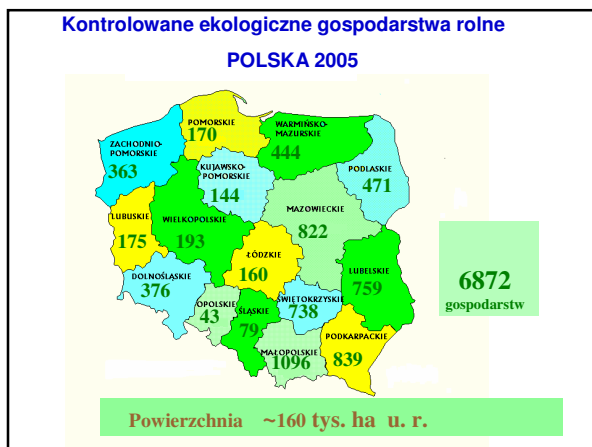 Kontrolowane ekologiczne gospodarstwa rolne
POLSKA 2005
POMORSKIE
170
WARMIŃSKO-
MAZURSKIE
444
ZACHODNIO-
POMORSKIE
363
KUJAWSKO-
POMORSKIE
144
PODLASKIE
471
MAZOWIECKIE
822
LUBUSKIE
175
WIELKOPOLSKIE
193
ŁÓDZKIE
160
LUBELSKIE
759
6872
gospodarstw
DOLNOŚLĄSKIE
376
OPOLSKIE
43
ŚLĄSKIE
79
ŚWIĘTOKRZYSKIE
738
MAŁOPOLSKIE
1096
PODKARPACKIE
839
Powierzchnia ~160 tys. ha u. r.